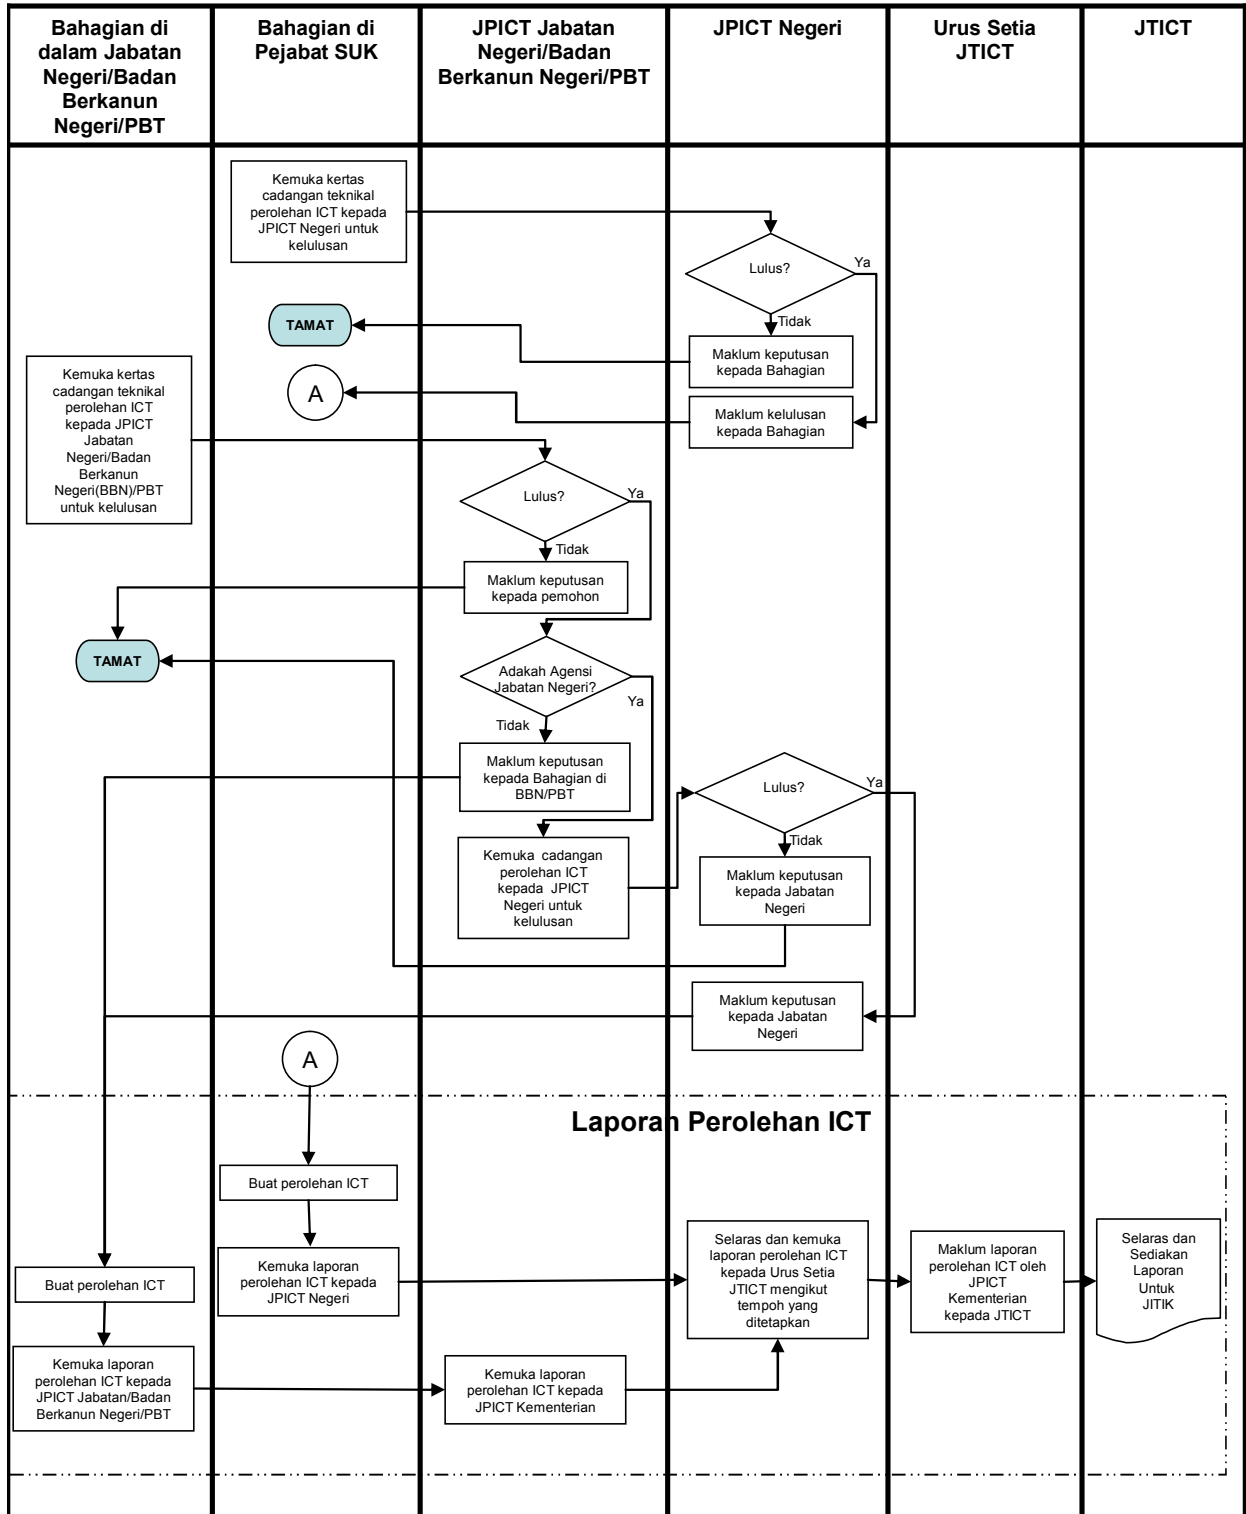 Bahagian di
dalam Jabatan
Negeri/Badan
Berkanun
Negeri/PBT
Bahagian di
Pejabat SUK
JPICT Jabatan
Negeri/Badan
Berkanun Negeri/PBT
JPICT Negeri
Urus Setia
JTICT
JTICT
Kemuka kertas
cadangan teknikal
perolehan ICT kepada
JPICT Negeri untuk
kelulusan
Lulus?
Ya
Tidak
TAMAT
Maklum keputusan
kepada Bahagian
A
Maklum kelulusan
kepada Bahagian
Kemuka kertas
cadangan teknikal
perolehan ICT
kepada JPICT
Jabatan
Negeri/Badan
Berkanun
Negeri(BBN)/PBT
untuk kelulusan
Lulus?
Ya
Tidak
Maklum keputusan
kepada pemohon
TAMAT
Adakah Agensi
Jabatan Negeri?
Ya
Tidak
Maklum keputusan
kepada Bahagian di
BBN/PBT
Lulus?
Ya
Tidak
Kemuka cadangan
perolehan ICT
kepada JPICT
Negeri untuk
kelulusan
Maklum keputusan
kepada Jabatan
Negeri
Maklum keputusan
kepada Jabatan
Negeri
A
Laporan Perolehan ICT
Buat perolehan ICT
Kemuka laporan
perolehan ICT kepada
JPICT Negeri
Selaras dan kemuka
laporan perolehan ICT
kepada Urus Setia
JTICT mengikut
tempoh yang
ditetapkan
Maklum laporan
perolehan ICT oleh
JPICT
Kementerian
kepada JTICT
Selaras dan
Sediakan
Laporan
Untuk
JITIK
Buat perolehan ICT
Kemuka laporan
perolehan ICT kepada
JPICT Jabatan/Badan
Berkanun Negeri/PBT
Kemuka laporan
perolehan ICT kepada
JPICT Kementerian